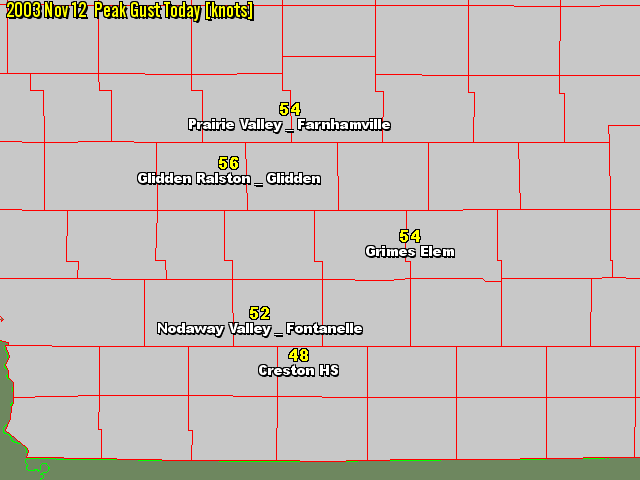 2003 Nov 12 Peak Gust Today [knots]
54
Prairie Valley _ Farnhamville
56
Glidden Ralston _ Glidden
54
Grimes Elem
52
Nodaway Valley _ Fontanelle
48
Creston HS